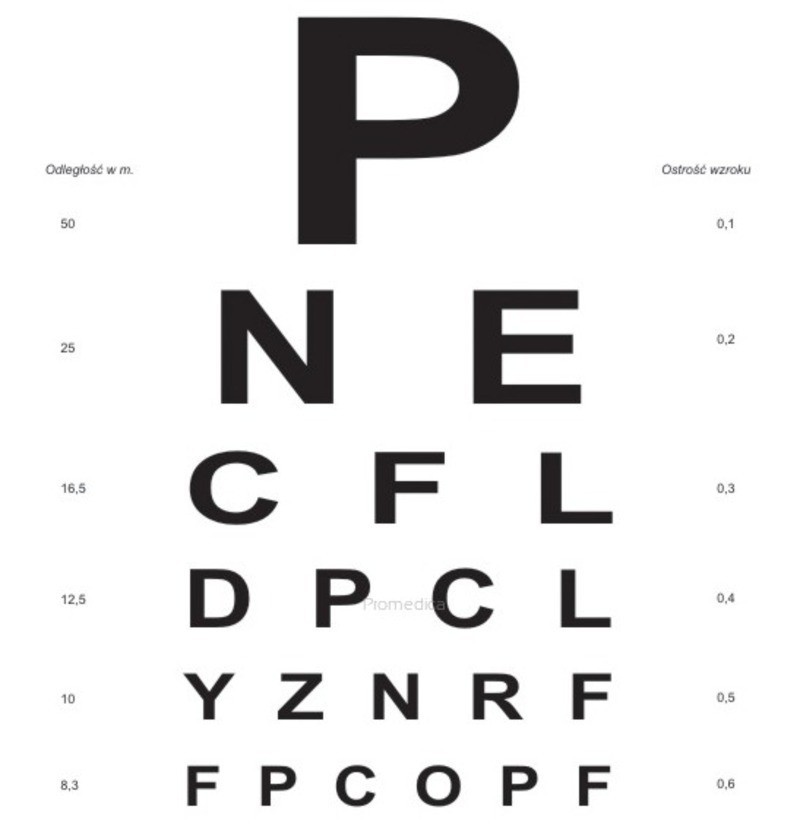 P
Odległość w m. Ostrość wzroku
50 0,1
N E
25 0,2
C F L
16,5 0,3
D P C L
Promedica
12,5 0,4
Y Z N R F
10 0,5
F P C O P F
8,3 0,6